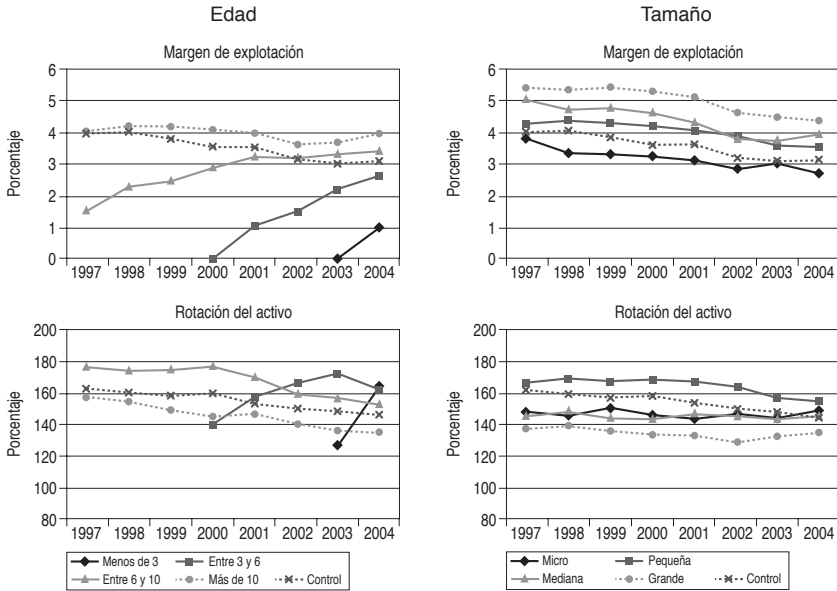 Edad
Margen de explotación
Porcentaje
6
5
4
3
2
1
0
1997 1998 1999 2000 2001 2002 2003 2004
Rotación del activo
Porcentaje
200
180
160
140
120
100
80
1997 1998 1999 2000 2001 2002 2003 2004
Menos de 3 Entre 3 y 6
Entre 6 y 10 Más de 10 Control
Tamaño
Margen de explotación
Porcentaje
6
5
4
3
2
1
0
1997 1998 1999 2000 2001 2002 2003 2004
Rotación del activo
Porcentaje
200
180
160
140
120
100
80
1997 1998 1999 2000 2001 2002 2003 2004
Micro Pequeña
Mediana Grande Control